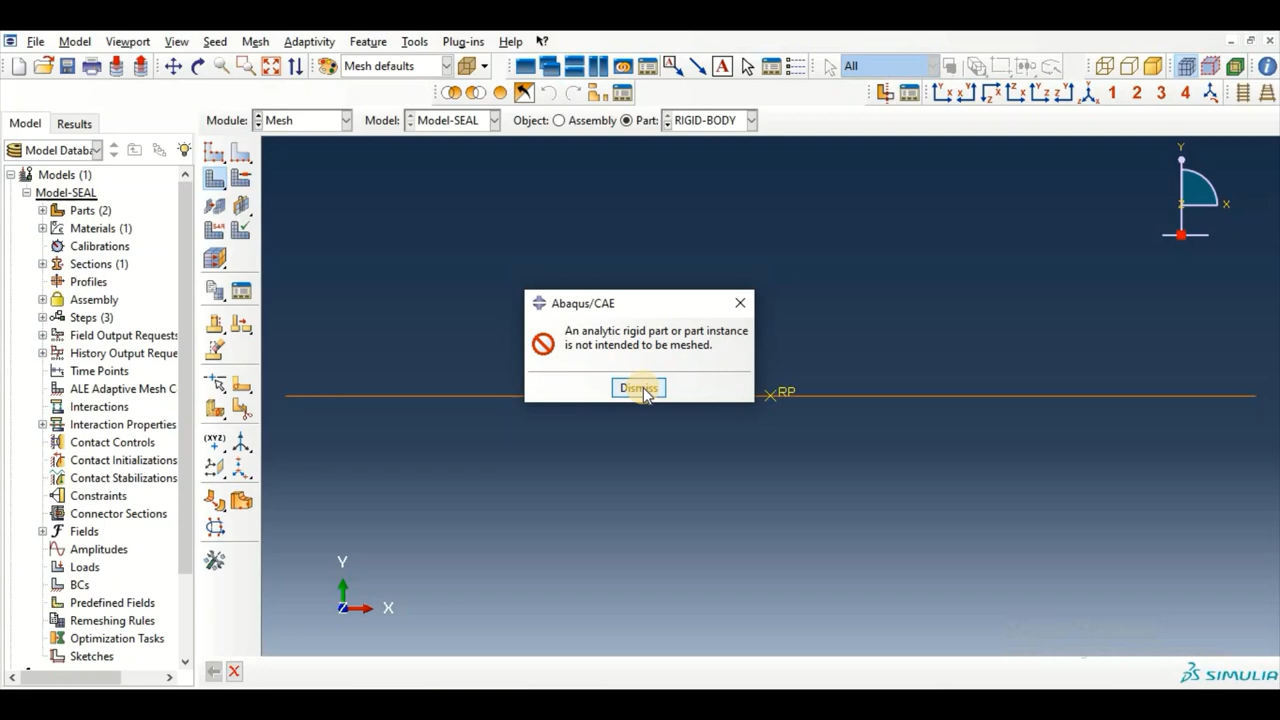 File Model Viewport View Seed Mesh Adaptivity Feature Tools Plug-ins Help
Mesh defaults All
1 2 3 4
Model Results Module: Mesh Model: Model-SEAL Object: Assembly Part: RIGID-BODY
Model Databa
Models (1)
Model-SEAL
Parts (2)
Materials (1)
Calibrations
Sections (1)
Profiles
Assembly
Steps (3)
Field Output Requests
History Output Reque
Time Points
ALE Adaptive Mesh C
Interactions
Interaction Properties
Contact Controls
Contact Initializations
Contact Stabilizations
Constraints
Connector Sections
Fields
Amplitudes
Loads
BCs
Predefined Fields
Remeshing Rules
Optimization Tasks
Sketches
(XYZ)
Abaqus/CAE
An analytic rigid part or part instance
is not intended to be meshed.
Dismiss
RP
Y
X
Z
Y
X
Z
SIMULIA